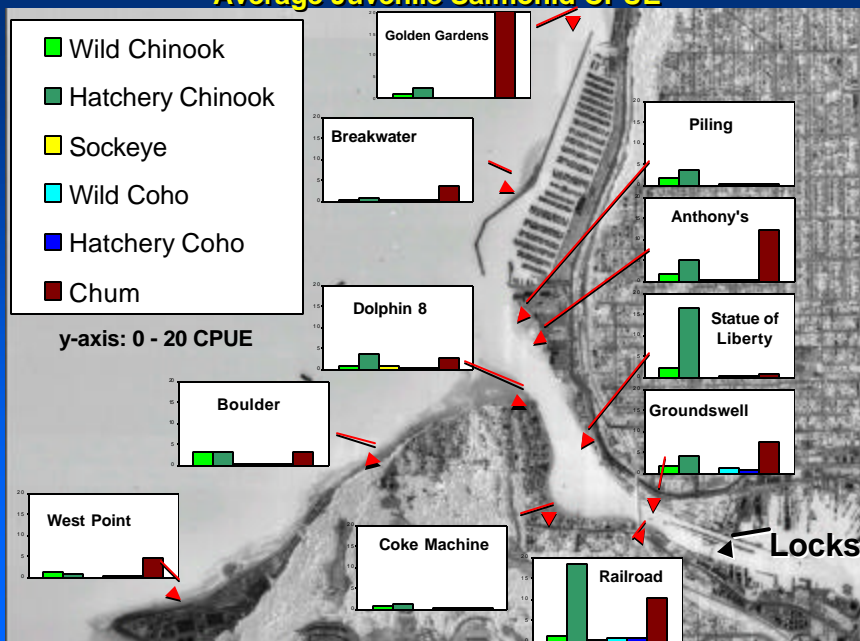 Average Juvenile Salmonid CPUE
Wild Chinook
Hatchery Chinook
Sockeye
Wild Coho
Hatchery Coho
Chum
y-axis: 0 - 20 CPUE
Golden Gardens
Breakwater
Piling
Anthony's
Dolphin 8
Statue of
Liberty
Boulder
Groundswell
West Point
Coke Machine
Locks
Railroad